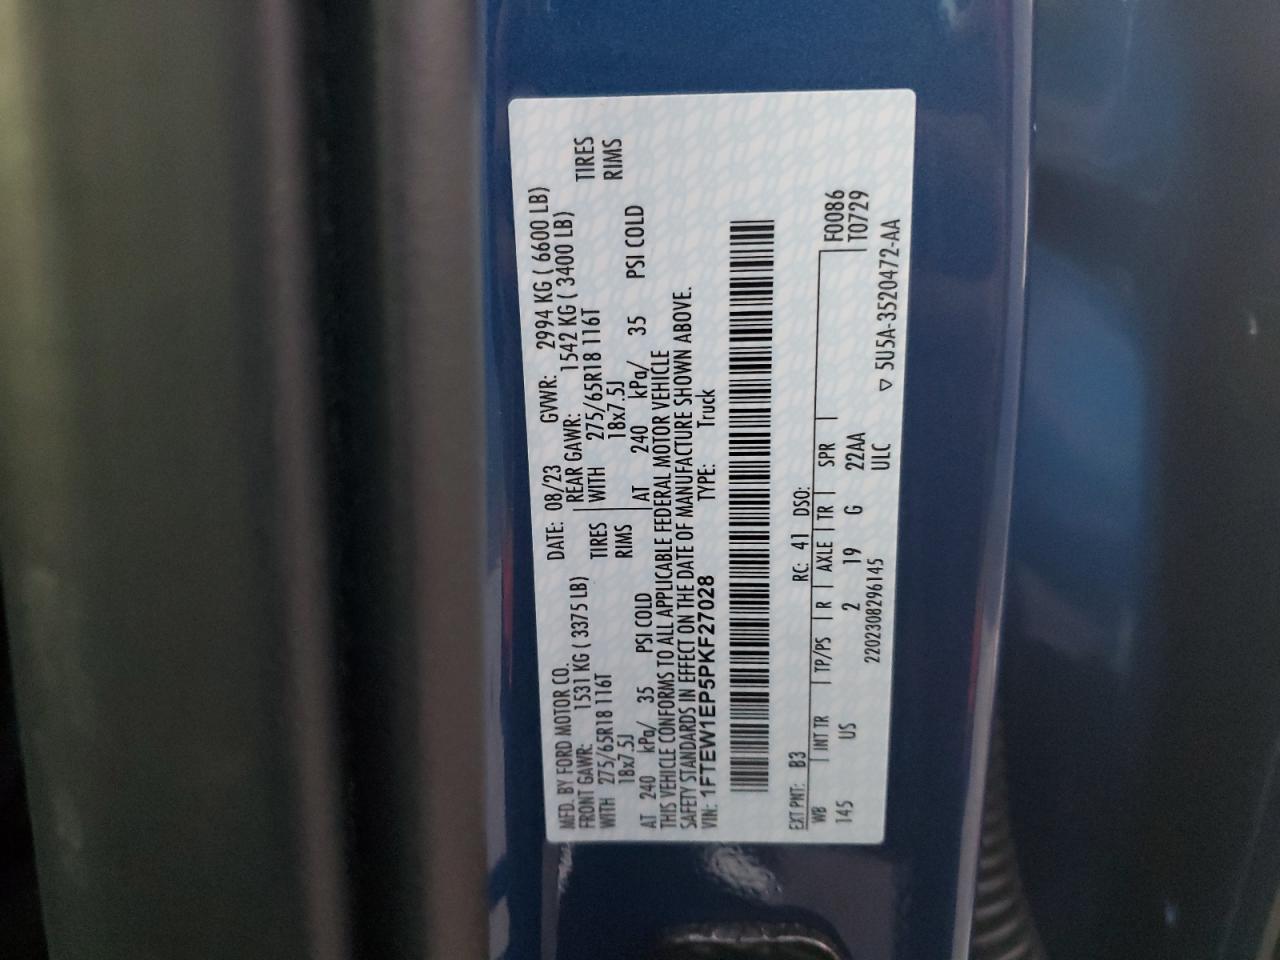 MFD. BY FORD MOTOR CO.
DATE: 08/23 GVWR: 2994 KG ( 6600 LB)
FRONT GAWR: 1531 KG ( 3375 LB) REAR GAWR: 1542 KG ( 3400 LB)
WITH 275/65R18 116T TIRES WITH 275/65R18 116T TIRES
18x7.5J RIMS 18x7.5J RIMS
AT 240 kPa/ 35 PSI COLD AT 240 kPa/ 35 PSI COLD
THIS VEHICLE CONFORMS TO ALL APPLICABLE FEDERAL MOTOR VEHICLE
SAFETY STANDARDS IN EFFECT ON THE DATE OF MANUFACTURE SHOWN ABOVE.
VIN: 1FTEW1EP5PKF27028 TYPE: Truck
EXT PNT: B3 RC: 41 DSO:
WB INT TR TP/PS R AXLE TR SPR F0086
145 US 2 19 G 22AA T0729
2202308296145 ULC
▽ 5U5A-3520472-AA